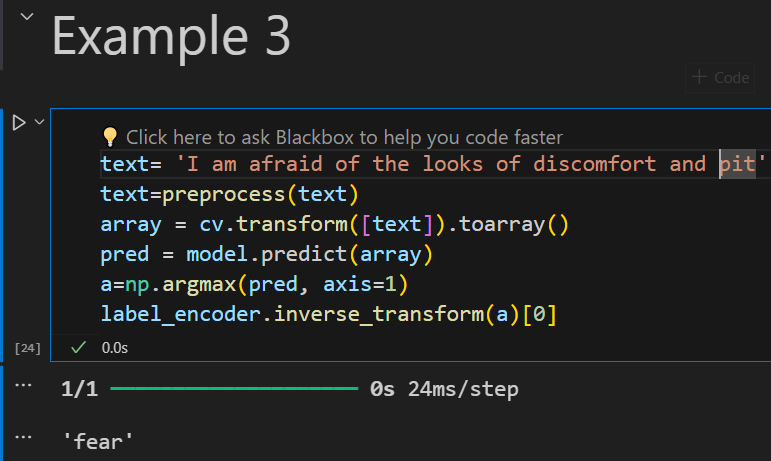 Example 3
+ Code
Click here to ask Blackbox to help you code faster
text= 'I am afraid of the looks of discomfort and pit'
text=preprocess(text)
array = cv.transform([text]).toarray()
pred = model.predict(array)
a=np.argmax(pred, axis=1)
label_encoder.inverse_transform(a)[0]
[24]
0.0s
1/1 0s 24ms/step
'fear'